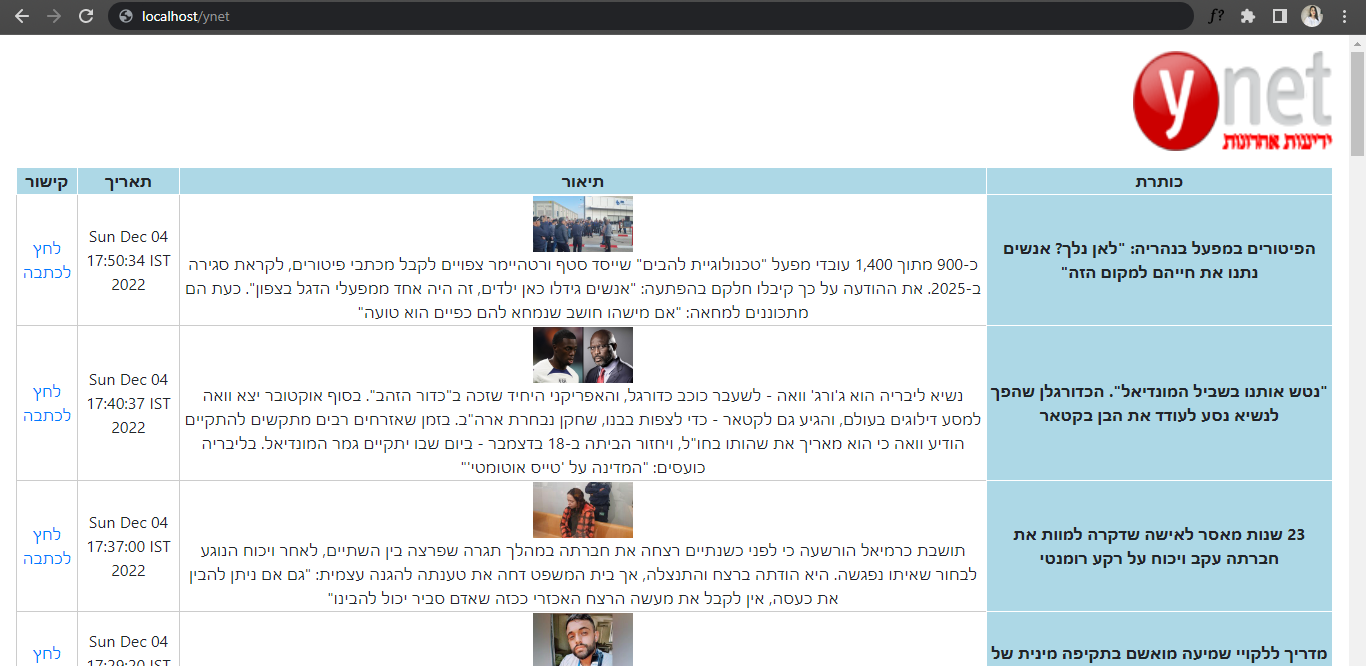 localhost/ynet
f?
ynet
ידיעות אחרונות
כותרת
תיאור
תאריך
קישור
הפיטורים במפעל בנהריה: "לאן נלך? אנשים
נתנו את חייהם למקום הזה"
כ-900 מתוך 1,400 עובדי מפעל "טכנולוגיית להבים" שייסד סטף ורטהיימר צפויים לקבל מכתבי פיטורים, לקראת סגירה
ב-2025. את ההודעה על כך קיבלו חלקם בהפתעה: "אנשים גידלו כאן ילדים, זה היה אחד ממפעלי הדגל בצפון". כעת הם
מתכוננים למחאה: "אם מישהו חושב שנמחא להם כפיים הוא טועה"
Sun Dec 04
17:50:34 IST
2022
לחץ
לכתבה
"נטש אותנו בשביל המונדיאל". הכדורגלן שהפך
לנשיא נסע לעודד את הבן בקטאר
נשיא ליבריה הוא ג'ורג' וואה - לשעבר כוכב כדורגל, והאפריקני היחיד שזכה ב"כדור הזהב". בסוף אוקטובר יצא וואה
למסע דילוגים בעולם, והגיע גם לקטאר - כדי לצפות בבנו, שחקן נבחרת ארה"ב. בזמן שאזרחים רבים מתקשים להתקיים
הודיע וואה כי הוא מאריך את שהותו בחו"ל, ויחזור הביתה ב-18 בדצמבר - ביום שבו יתקיים גמר המונדיאל. בליבריה
כועסים: "המדינה על 'טייס אוטומטי'"
Sun Dec 04
17:40:37 IST
2022
לחץ
לכתבה
23 שנות מאסר לאישה שדקרה למוות את
חברתה עקב ויכוח על רקע רומנטי
תושבת כרמיאל הורשעה כי לפני כשנתיים רצחה את חברתה במהלך תגרה שפרצה בין השתיים, לאחר ויכוח הנוגע
לבחור שאיתו נפגשה. היא הודתה ברצח והתנצלה, אך בית המשפט דחה את טענתה להגנה עצמית: "גם אם ניתן להבין
את כעסה, אין לקבל את מעשה הרצח האכזרי ככזה שאדם סביר יכול להבינו"
Sun Dec 04
17:37:00 IST
2022
לחץ
לכתבה
מדריך ללקויי שמיעה מואשם בתקיפה מינית של
Sun Dec 04
17:29:20 IST
לחץ